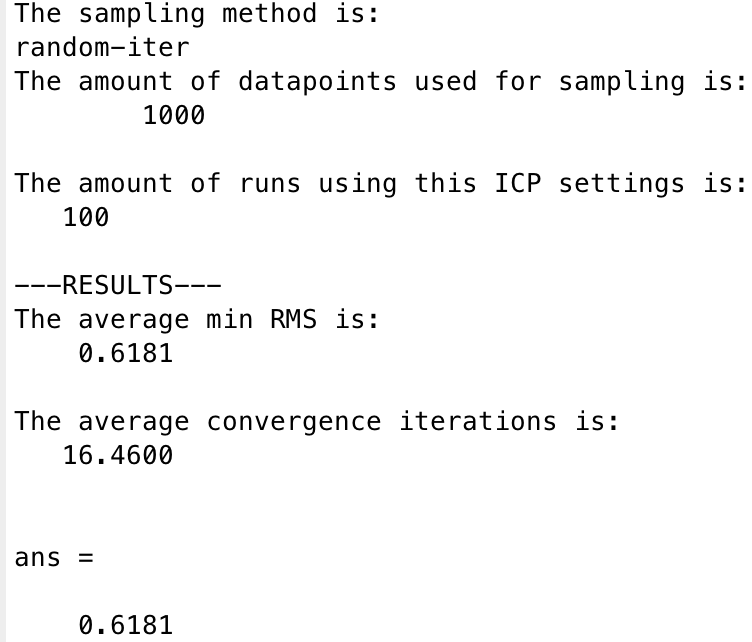 The sampling method is:
random-iter
The amount of datapoints used for sampling is:
1000
The amount of runs using this ICP settings is:
100
---RESULTS---
The average min RMS is:
0.6181
The average convergence iterations is:
16.4600
ans =
0.6181